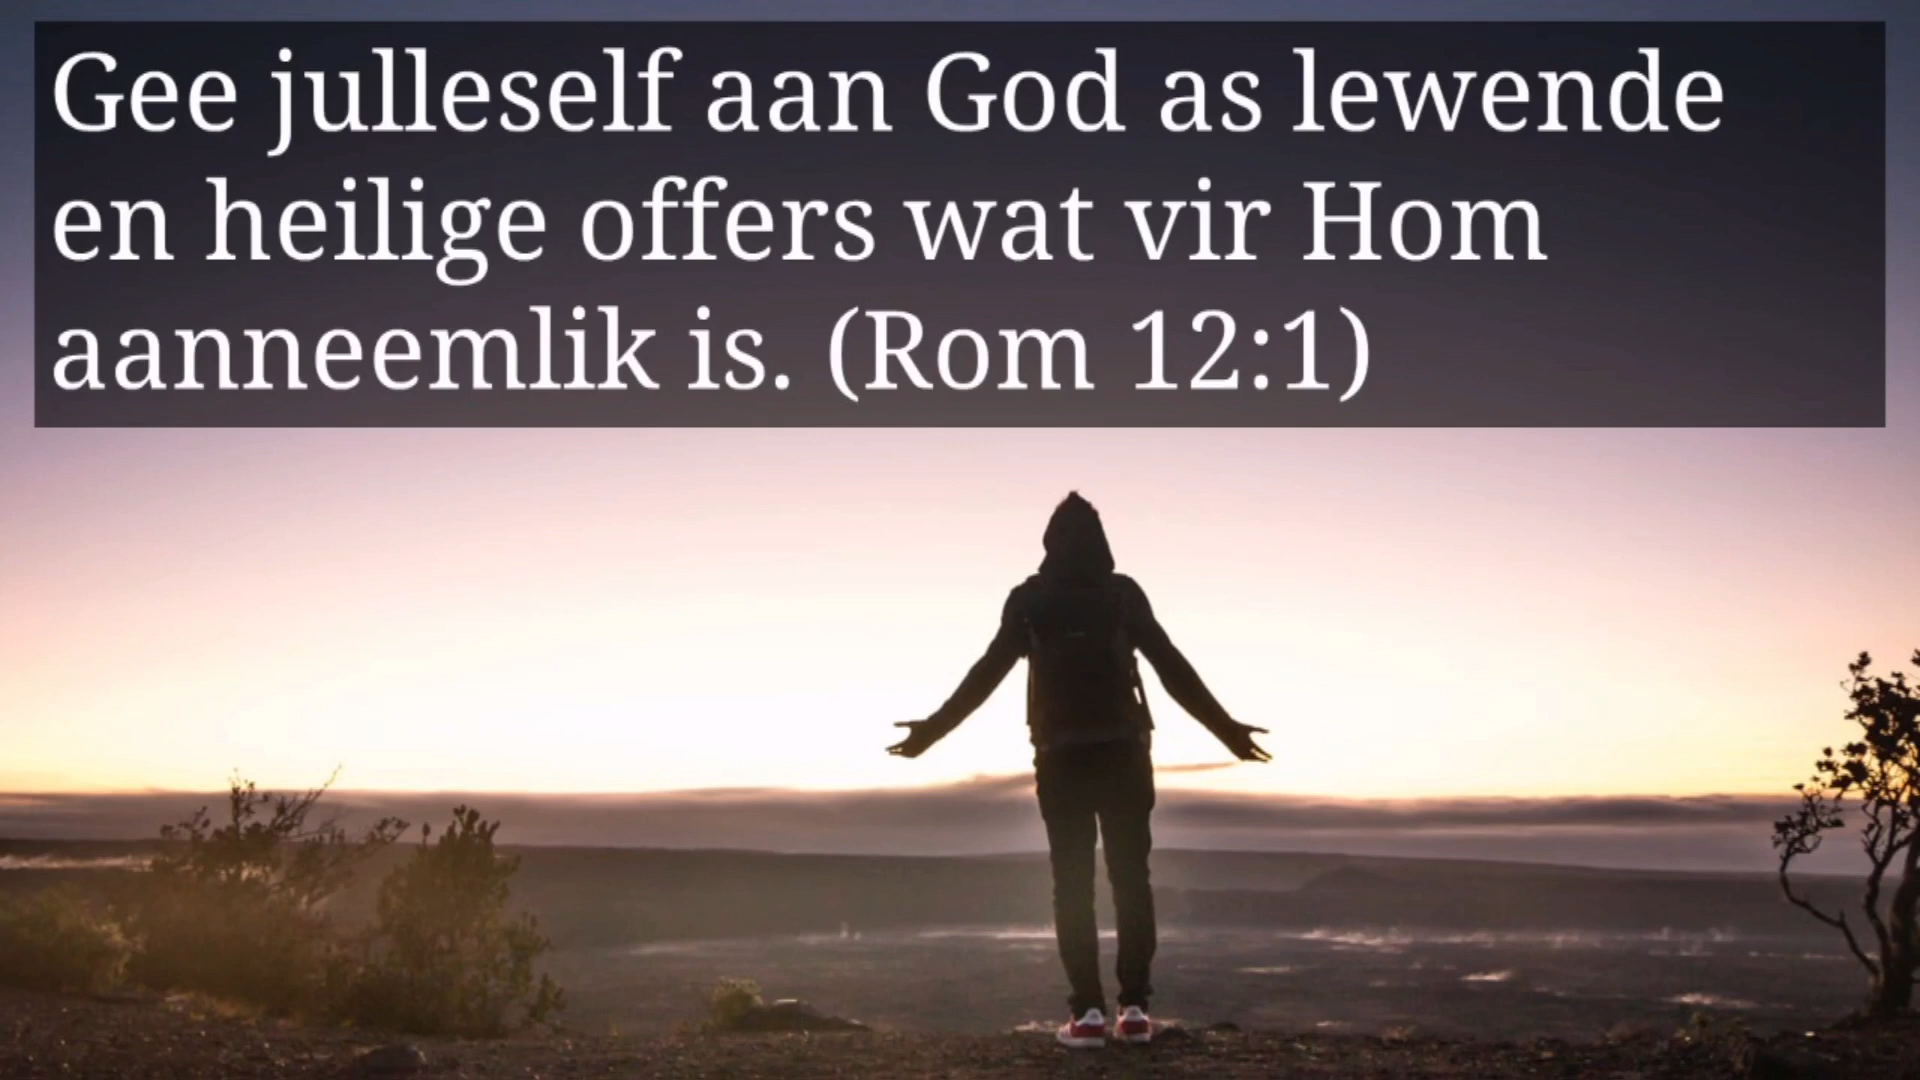 Gee julleself aan God as lewende
en heilige offers wat vir Hom
aanneemlik is. (Rom 12:1)